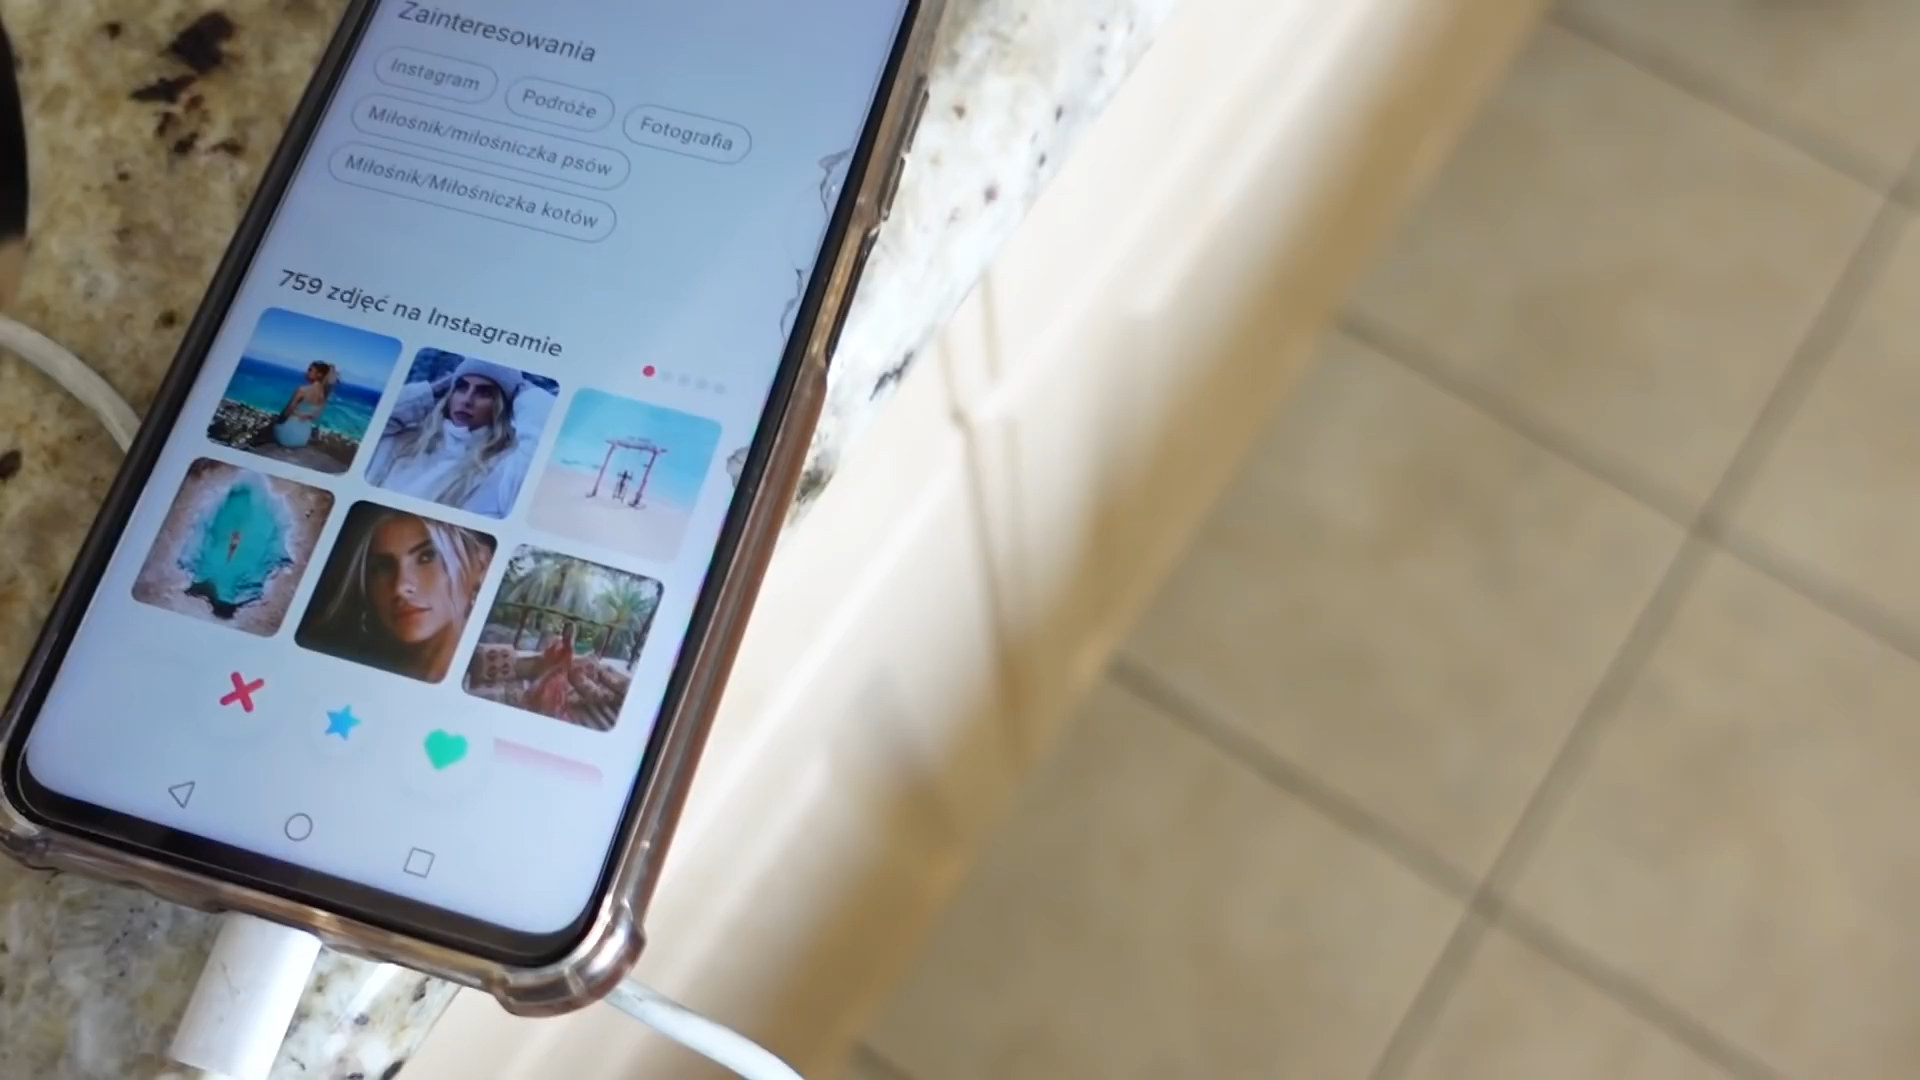 Zainteresowania
Instagram
Podróże
Fotografia
Miłośnik/miłośniczka psów
Miłośnik/Miłośniczka kotów
759 zdjęć na Instagramie